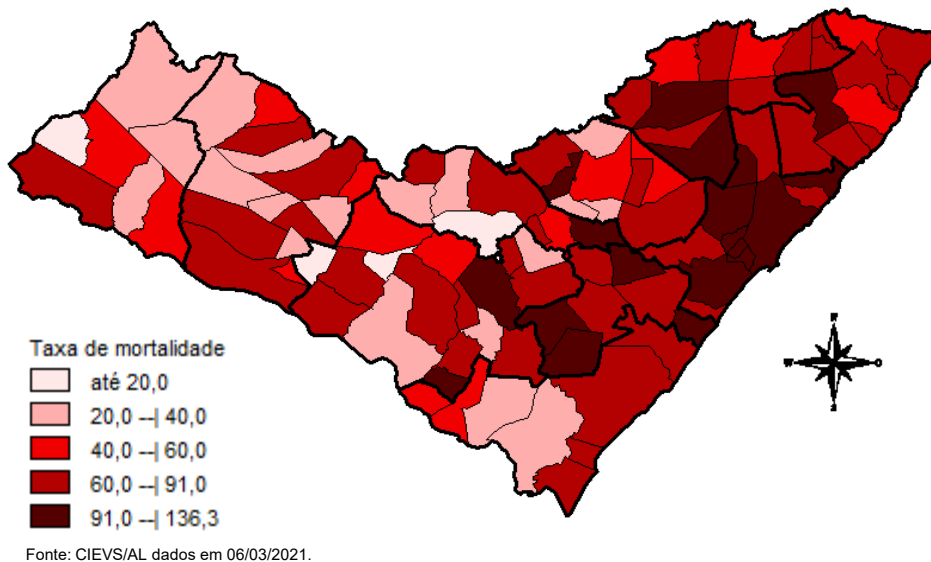 Taxa de mortalidade
até 20,0
20,0 --| 40,0
40,0 --| 60,0
60,0 --| 91,0
91,0 --| 136,3
Fonte: CIEVS/AL dados em 06/03/2021.